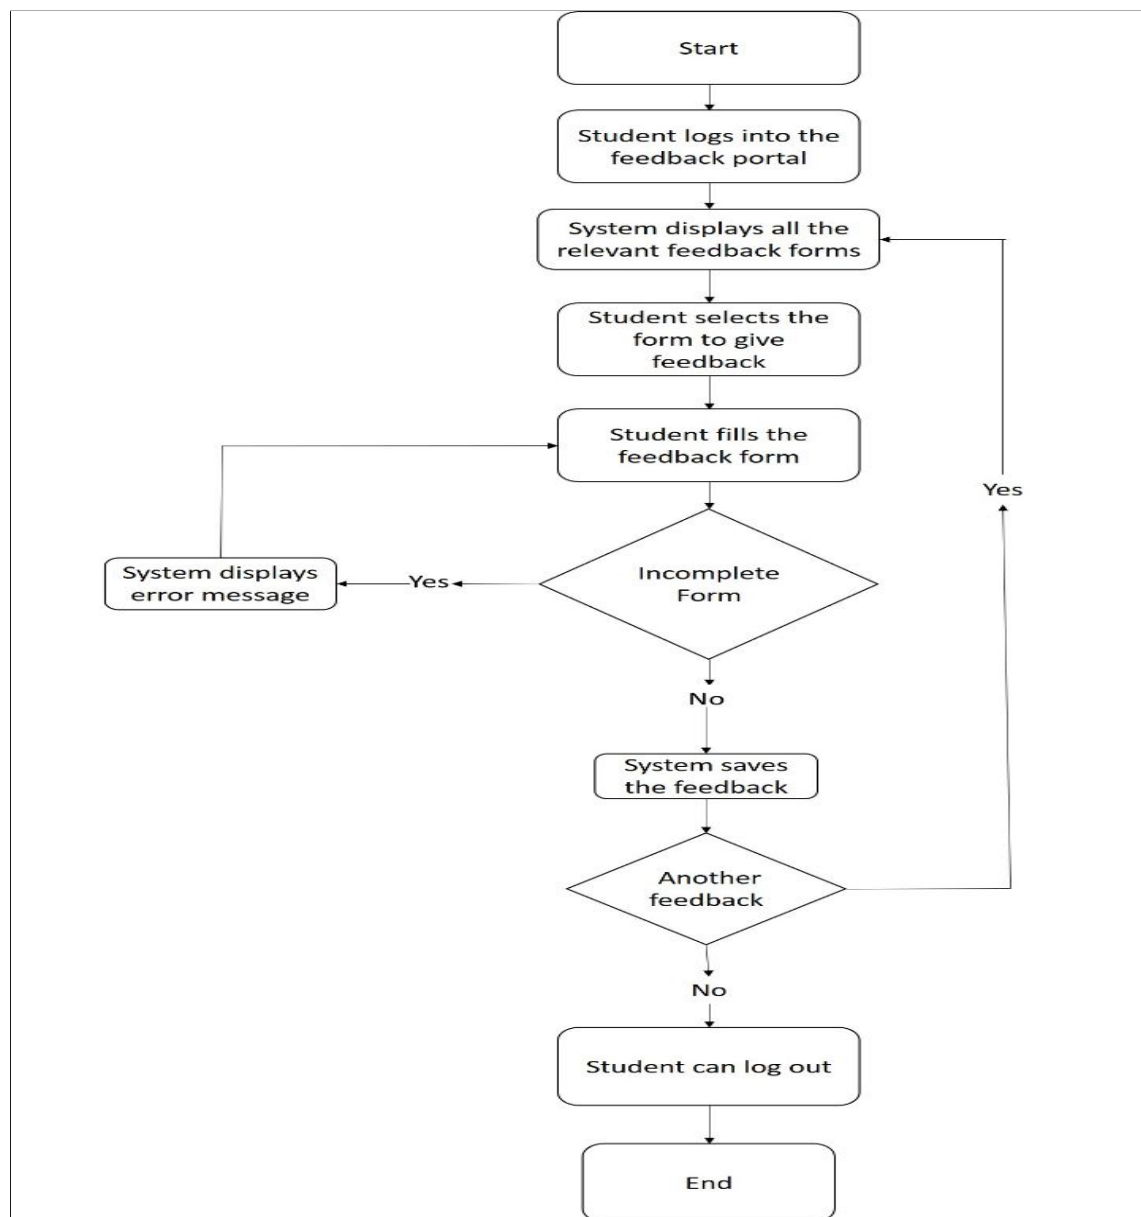 Start
Student logs into the
feedback portal
System displays all the
relevant feedback forms
Student selects the
form to give
feedback
Student fills the
feedback form
Yes
System displays
error message
Yes
Incomplete
Form
No
System saves
the feedback
Another
feedback
No
Student can log out
End